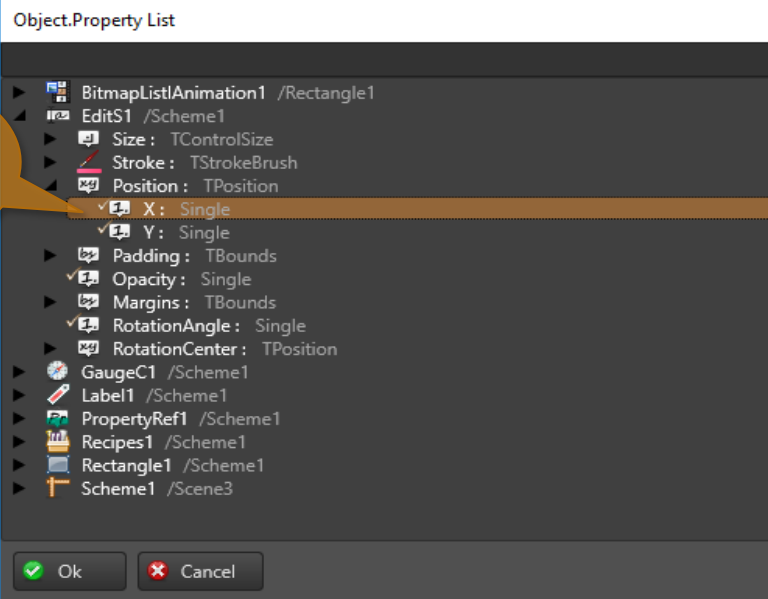 Object.Property List
BitmapListlAnimation1 /Rectangle1
EditS1 /Scheme1
Size : TControlSize
Stroke : TStrokeBrush
Position : TPosition
X : Single
Y : Single
Padding : TBounds
Opacity : Single
Margins : TBounds
RotationAngle : Single
RotationCenter : TPosition
GaugeC1 /Scheme1
Label1 /Scheme1
PropertyRef1 /Scheme1
Recipes1 /Scheme1
Rectangle1 /Scheme1
Scheme1 /Scene3
Ok Cancel